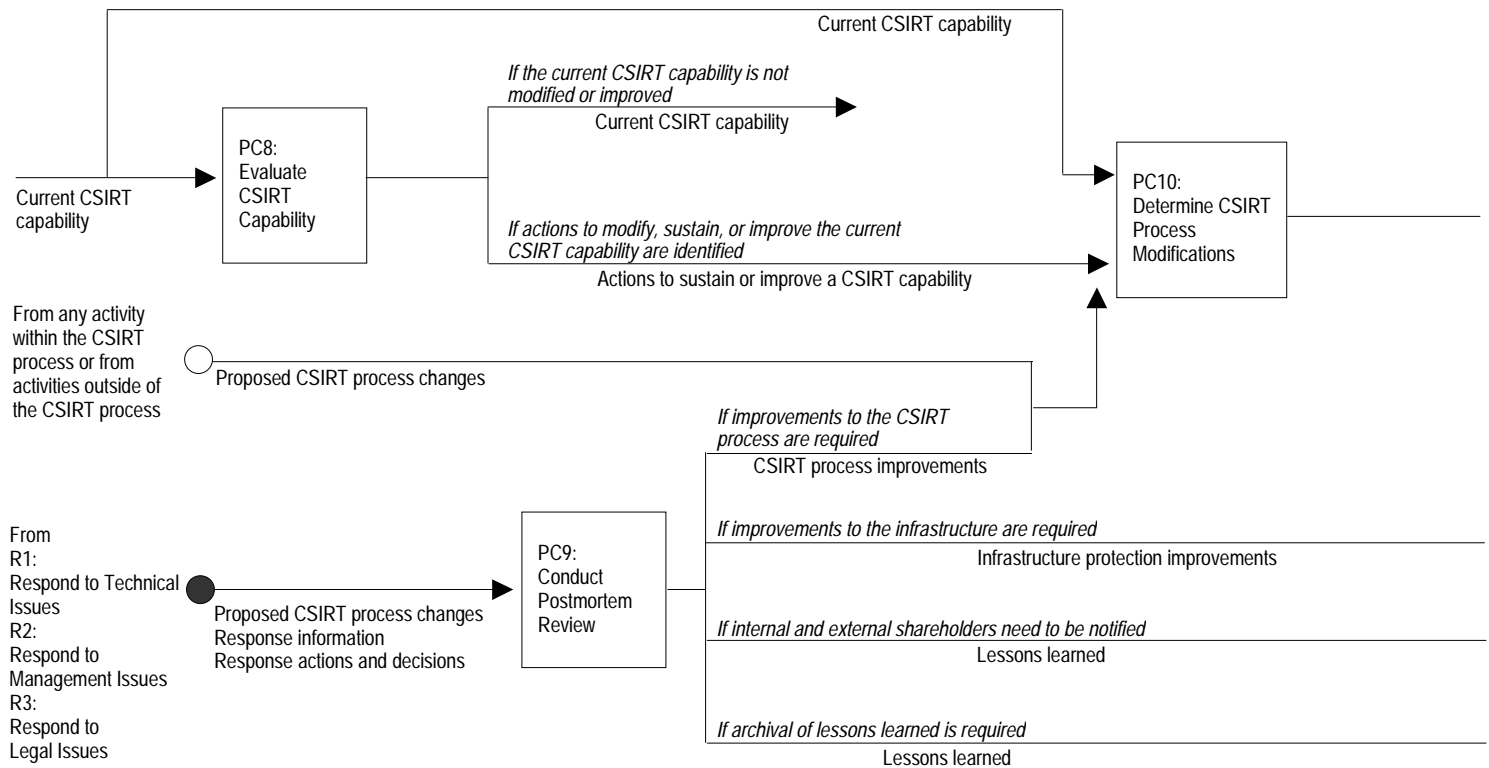 Current CSIRT capability
If the current CSIRT capability is not
modified or improved
Current CSIRT capability
PC8:
Evaluate
CSIRT
Capability
Current CSIRT
capability
PC10:
Determine CSIRT
Process
Modifications
If actions to modify, sustain, or improve the current
CSIRT capability are identified
Actions to sustain or improve a CSIRT capability
From any activity
within the CSIRT
process or from
activities outside of
the CSIRT process
Proposed CSIRT process changes
If improvements to the CSIRT
process are required
CSIRT process improvements
From
R1:
Respond to Technical
Issues
R2:
Respond to
Management Issues
R3:
Respond to
Legal Issues
Proposed CSIRT process changes
Response information
Response actions and decisions
PC9:
Conduct
Postmortem
Review
If improvements to the infrastructure are required
Infrastructure protection improvements
If internal and external shareholders need to be notified
Lessons learned
If archival of lessons learned is required
Lessons learned